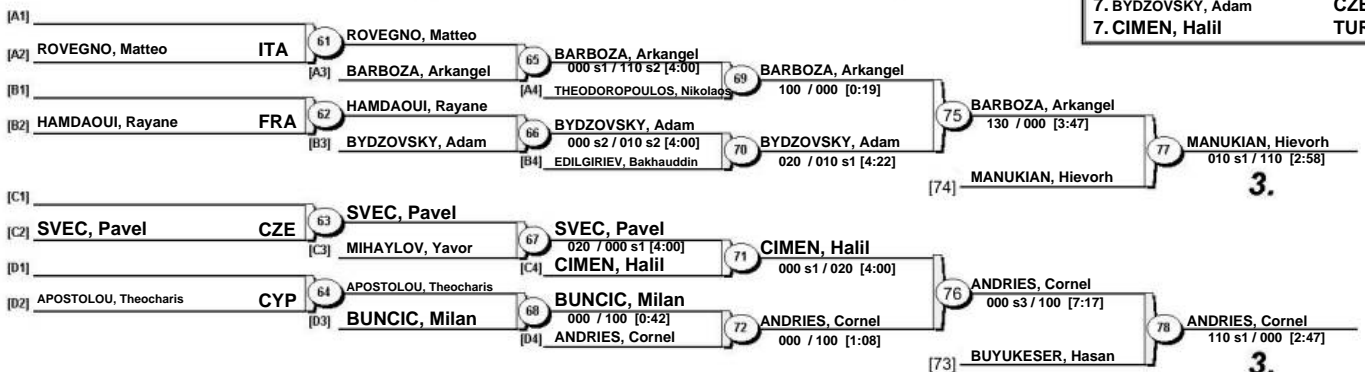 7. BYDZOVSKY, Adam CZE
7. CIMEN, Halil TUR
[A1]
[A2] ROVEGNO, Matteo ITA
61
ROVEGNO, Matteo
[A3] BARBOZA, Arkangel
65
BARBOZA, Arkangel
000 s1 / 110 s2 [4:00]
[A4] THEODOROPOULOS, Nikolaos
69
BARBOZA, Arkangel
100 / 000 [0:19]
[B1]
[B2] HAMDAOUI, Rayane FRA
62
HAMDAOUI, Rayane
[B3] BYDZOVSKY, Adam
66
BYDZOVSKY, Adam
000 s2 / 010 s2 [4:00]
[B4] EDILGIRIEV, Bakhauddin
70
BYDZOVSKY, Adam
020 / 010 s1 [4:22]
75
BARBOZA, Arkangel
130 / 000 [3:47]
[74] MANUKIAN, Hievorh
77
MANUKIAN, Hievorh
010 s1 / 110 [2:58]
3.
[C1]
[C2] SVEC, Pavel CZE
63
SVEC, Pavel
[C3] MIHAYLOV, Yavor
67
SVEC, Pavel
020 / 000 s1 [4:00]
[C4] CIMEN, Halil
71
CIMEN, Halil
000 s1 / 020 [4:00]
[D1]
[D2] APOSTOLOU, Theocharis CYP
64
APOSTOLOU, Theocharis
[D3] BUNCIC, Milan
68
BUNCIC, Milan
000 / 100 [0:42]
[D4] ANDRIES, Cornel
72
ANDRIES, Cornel
000 / 100 [1:08]
76
ANDRIES, Cornel
000 s3 / 100 [7:17]
[73] BUYUKESER, Hasan
78
ANDRIES, Cornel
110 s1 / 000 [2:47]
3.